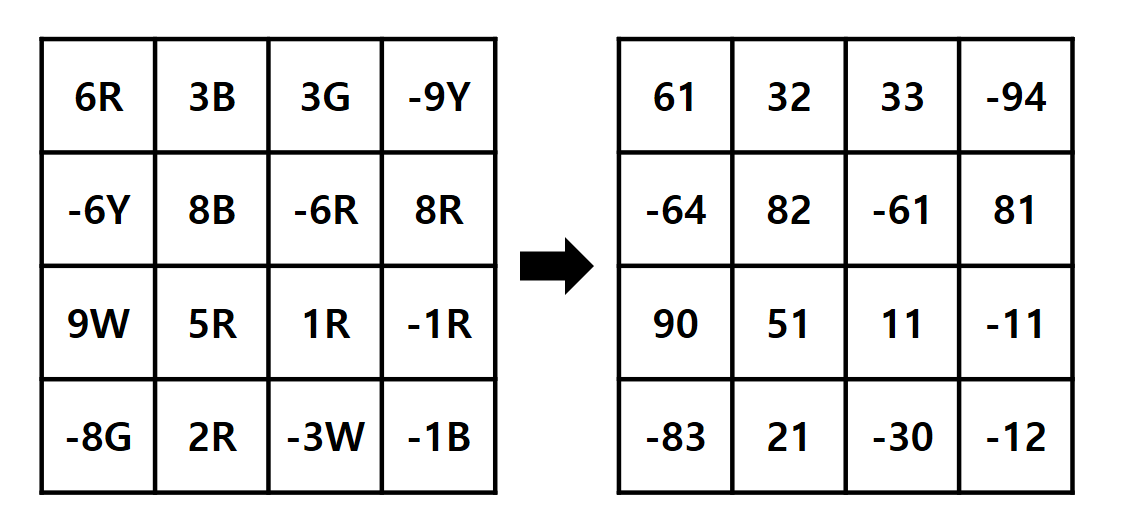 6R 3B 3G -9Y 61 32 33 -94
-6Y 8B -6R 8R -64 82 -61 81
9W 5R 1R -1R 90 51 11 -11
-8G 2R -3W -1B -83 21 -30 -12